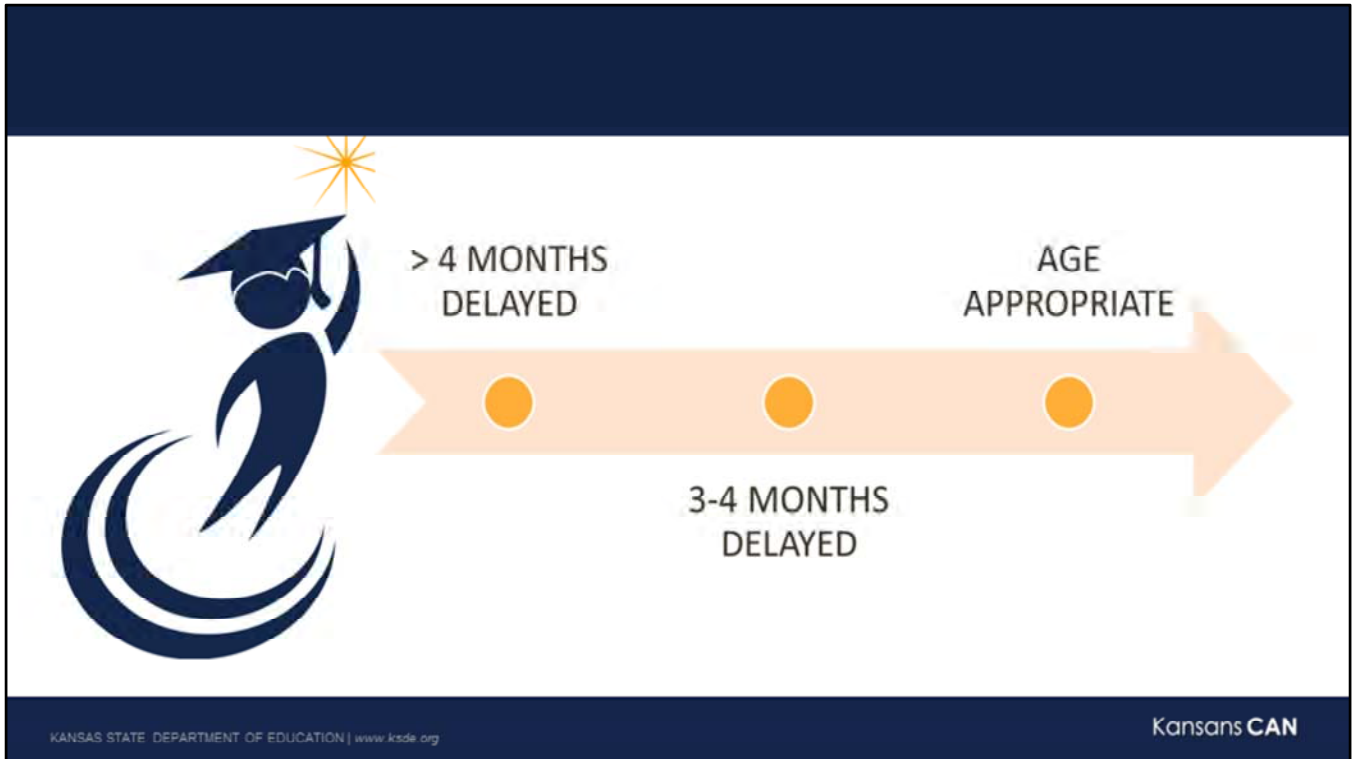 > 4 MONTHS
DELAYED
AGE
APPROPRIATE
3-4 MONTHS
DELAYED
KANSAS STATE DEPARTMENT OF EDUCATION | www.ksde.org
Kansans CAN